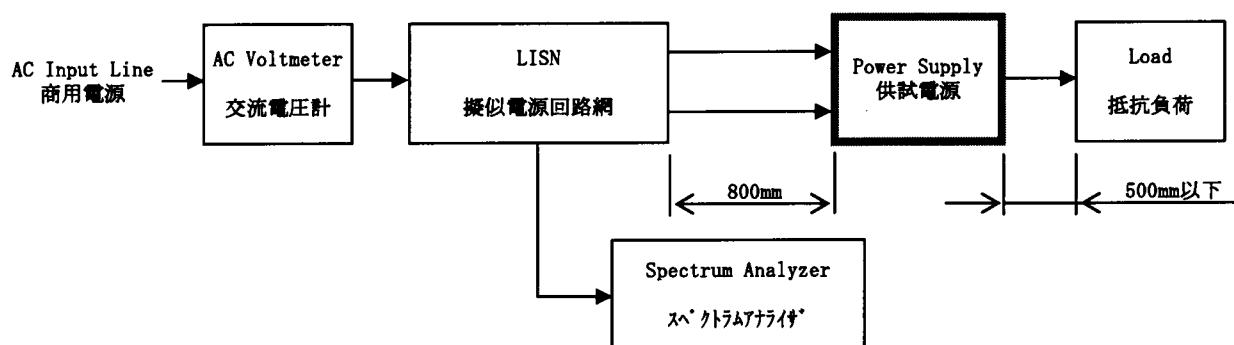 AC Input Line
商用電源
AC Voltmeter
交流電圧計
LISN
擬似電源回路網
Power Supply
供試電源
Load
抵抗負荷
800mm
500mm以下
Spectrum Analyzer
スペクトラムアナライザ